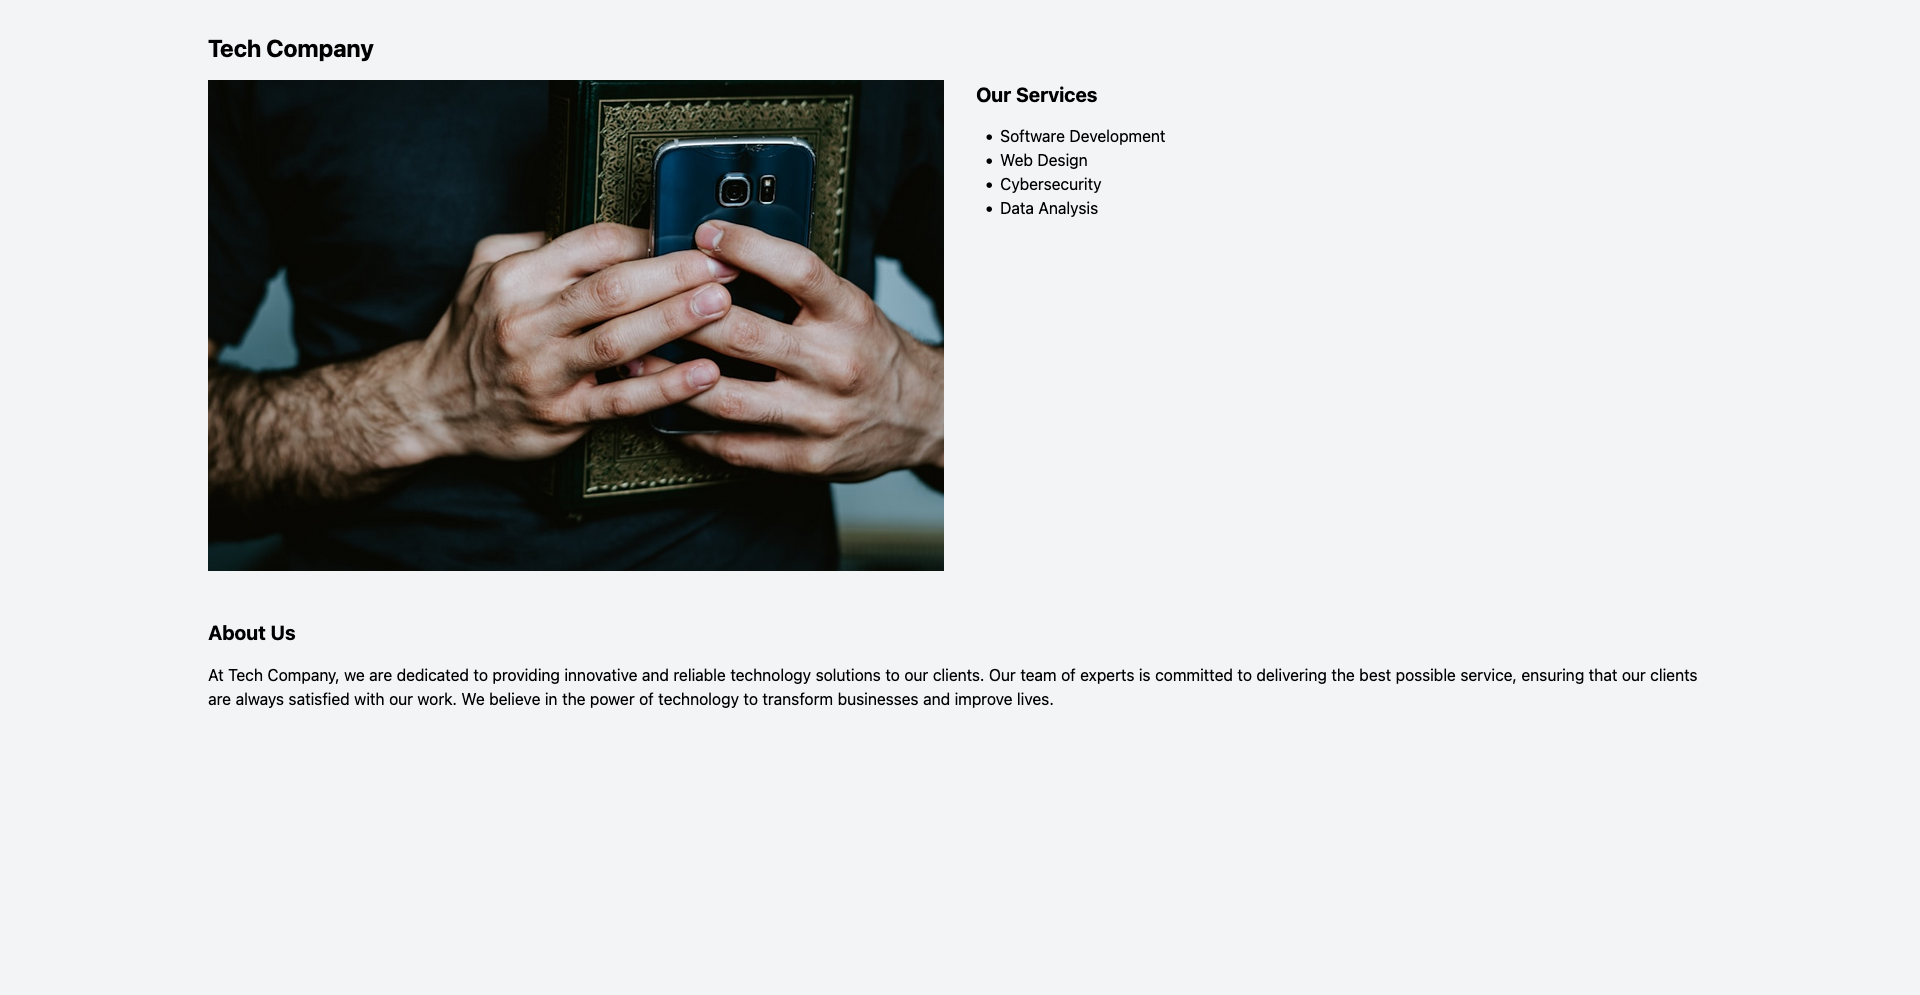 Tech Company
Our Services
• Software Development
• Web Design
• Cybersecurity
• Data Analysis
About Us
At Tech Company, we are dedicated to providing innovative and reliable technology solutions to our clients. Our team of experts is committed to delivering the best possible service, ensuring that our clients
are always satisfied with our work. We believe in the power of technology to transform businesses and improve lives.